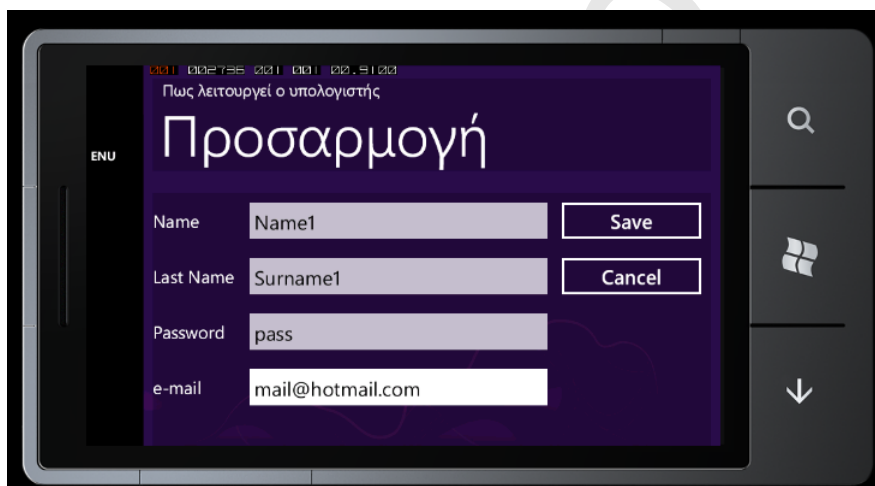 001 002796 001 001 00.9100
Πως λειτουργεί ο υπολογιστής
Προσαρμογή
ENU
Name Name1 Save
Last Name Surname1 Cancel
Password pass
e-mail mail@hotmail.com